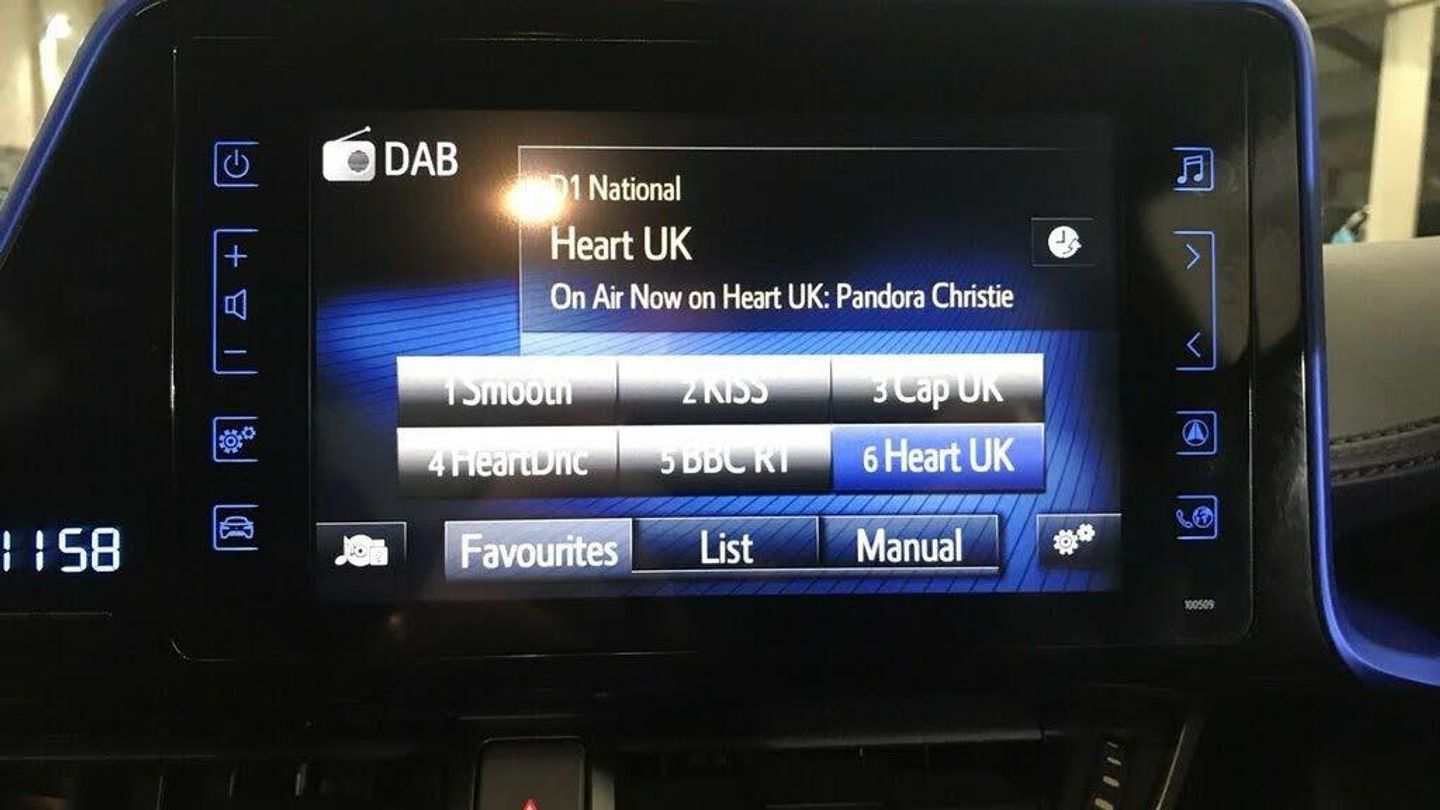 DAB
D1 National
Heart UK
On Air Now on Heart UK: Pandora Christie
1 Smooth 2 KISS 3 Cap UK
4 HeartDnc 5 BBC R1 6 Heart UK
Favourites List Manual
1158
100509